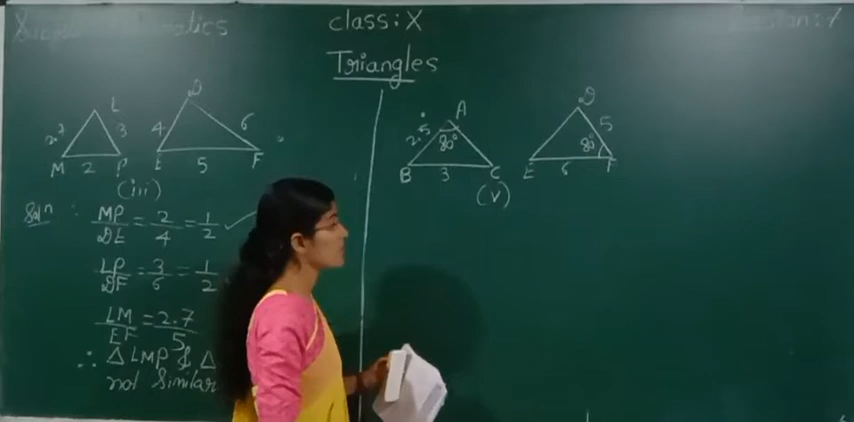 class: X
Triangles
L
2.7
3
M 2 P
D
4
6
E 5 F
(iii)
Solⁿ :
MP/DE = 2/4 = 1/2 ✓
LP/DF = 3/6 = 1/2
LM/EF = 2.7/5
∴ Δ LMP & Δ
not Similar
A
2.5
80°
B 3 C
D
5
80°
E 6 F
(v)